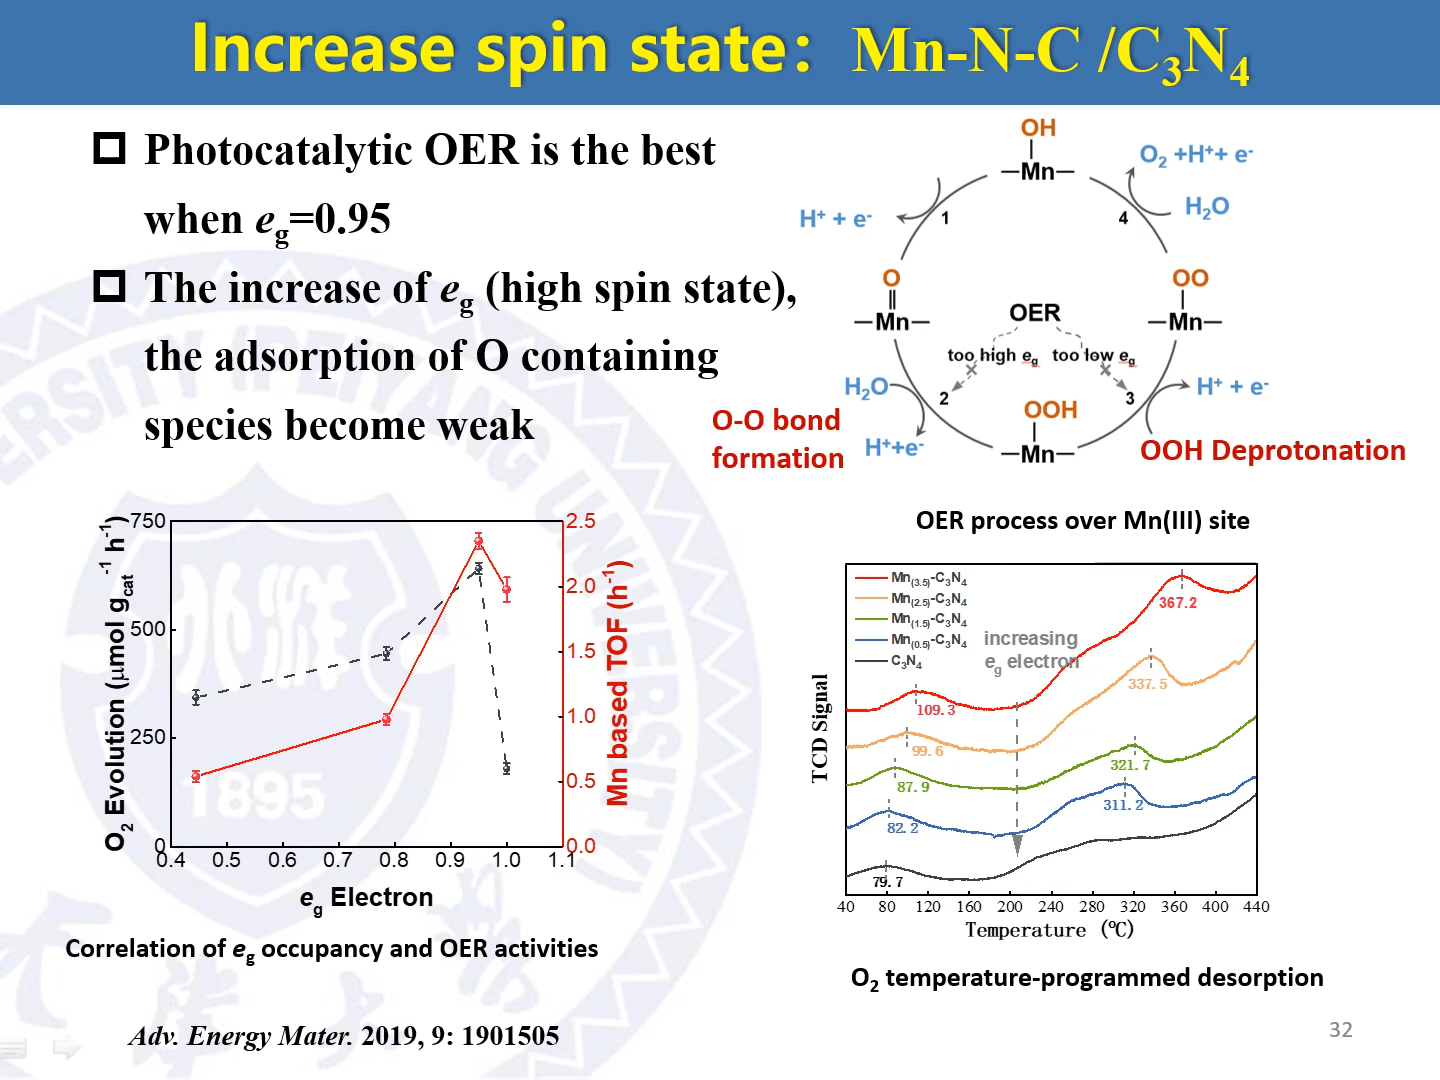 Increase spin state：Mn-N-C /C3N4
Photocatalytic OER is the best
when eg=0.95
The increase of eg (high spin state),
the adsorption of O containing
species become weak
OH
Mn
O2 +H++ e-
H2O
4
1
H+ + e-
O
Mn
OO
Mn
OER
too high eg
too low eg
H2O
2
3
H+ + e-
OOH
Mn
H++e-
O-O bond
formation
OOH Deprotonation
OER process over Mn(III) site
O2 Evolution (μmol gcat-1 h-1)
750
500
250
0
2.5
2.0
1.5
1.0
0.5
0.0
Mn based TOF (h-1)
0.4 0.5 0.6 0.7 0.8 0.9 1.0 1.1
eg Electron
Correlation of eg occupancy and OER activities
Mn(3.5)-C3N4
Mn(2.5)-C3N4
Mn(1.5)-C3N4
Mn(0.5)-C3N4
C3N4
increasing
eg electron
367.2
109.3
337.5
99.6
321.7
87.9
311.2
82.2
79.7
TCD Signal
40 80 120 160 200 240 280 320 360 400 440
Temperature (℃)
O2 temperature-programmed desorption
Adv. Energy Mater. 2019, 9: 1901505
32
1895